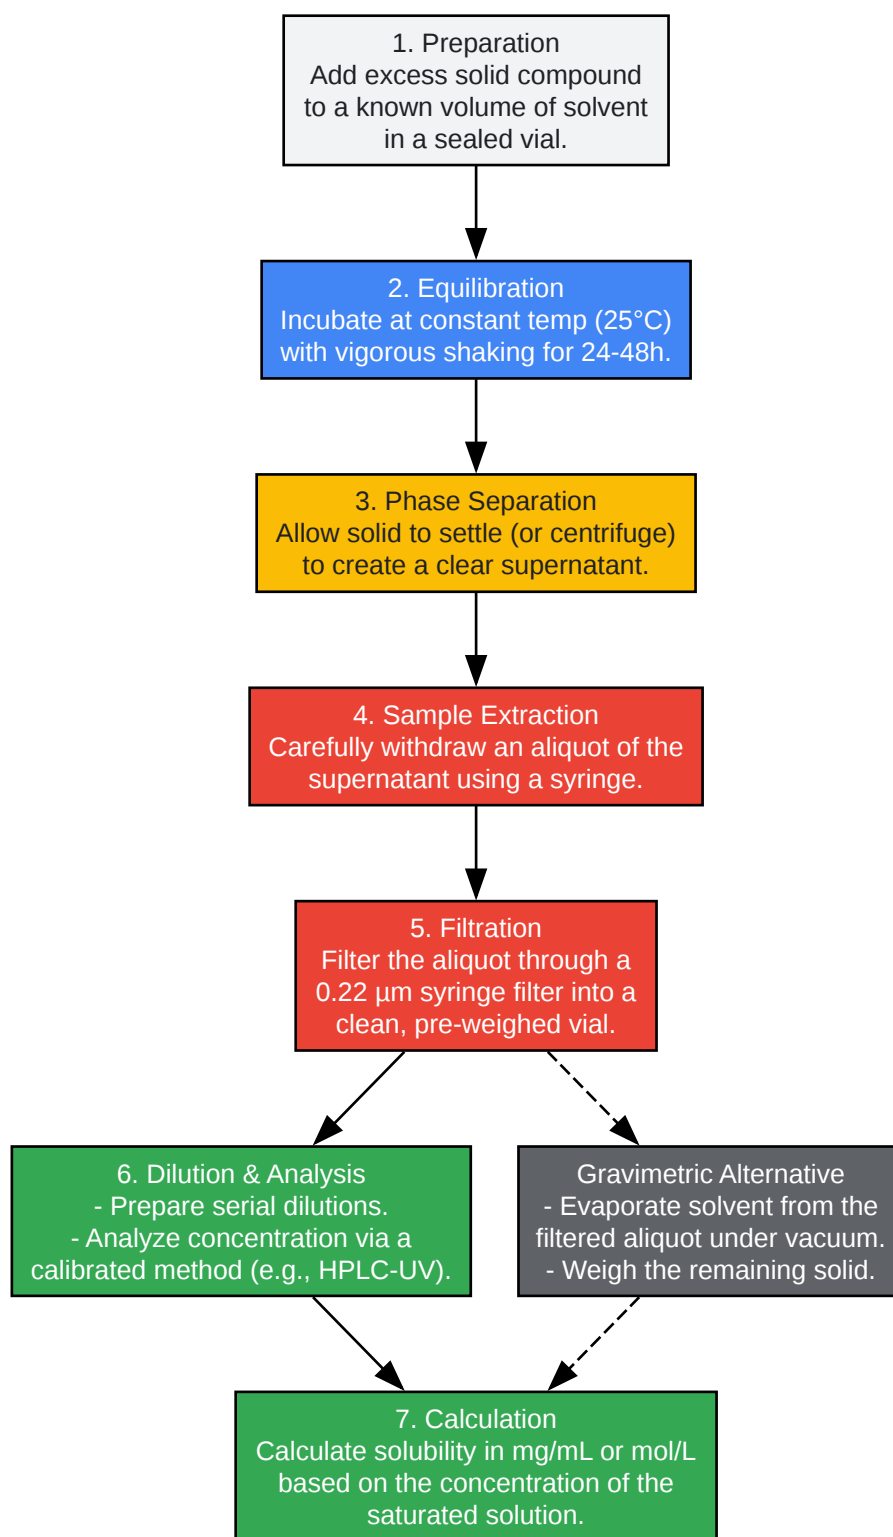 1. Preparation
Add excess solid compound
to a known volume of solvent
in a sealed vial.
2. Equilibration
Incubate at constant temp (25°C)
with vigorous shaking for 24-48h.
3. Phase Separation
Allow solid to settle (or centrifuge)
to create a clear supernatant.
4. Sample Extraction
Carefully withdraw an aliquot of the
supernatant using a syringe.
5. Filtration
Filter the aliquot through a
0.22 µm syringe filter into a
clean, pre-weighed vial.
6. Dilution & Analysis
- Prepare serial dilutions.
- Analyze concentration via a
calibrated method (e.g., HPLC-UV).
Gravimetric Alternative
- Evaporate solvent from the
filtered aliquot under vacuum.
- Weigh the remaining solid.
7. Calculation
Calculate solubility in mg/mL or mol/L
based on the concentration of the
saturated solution.